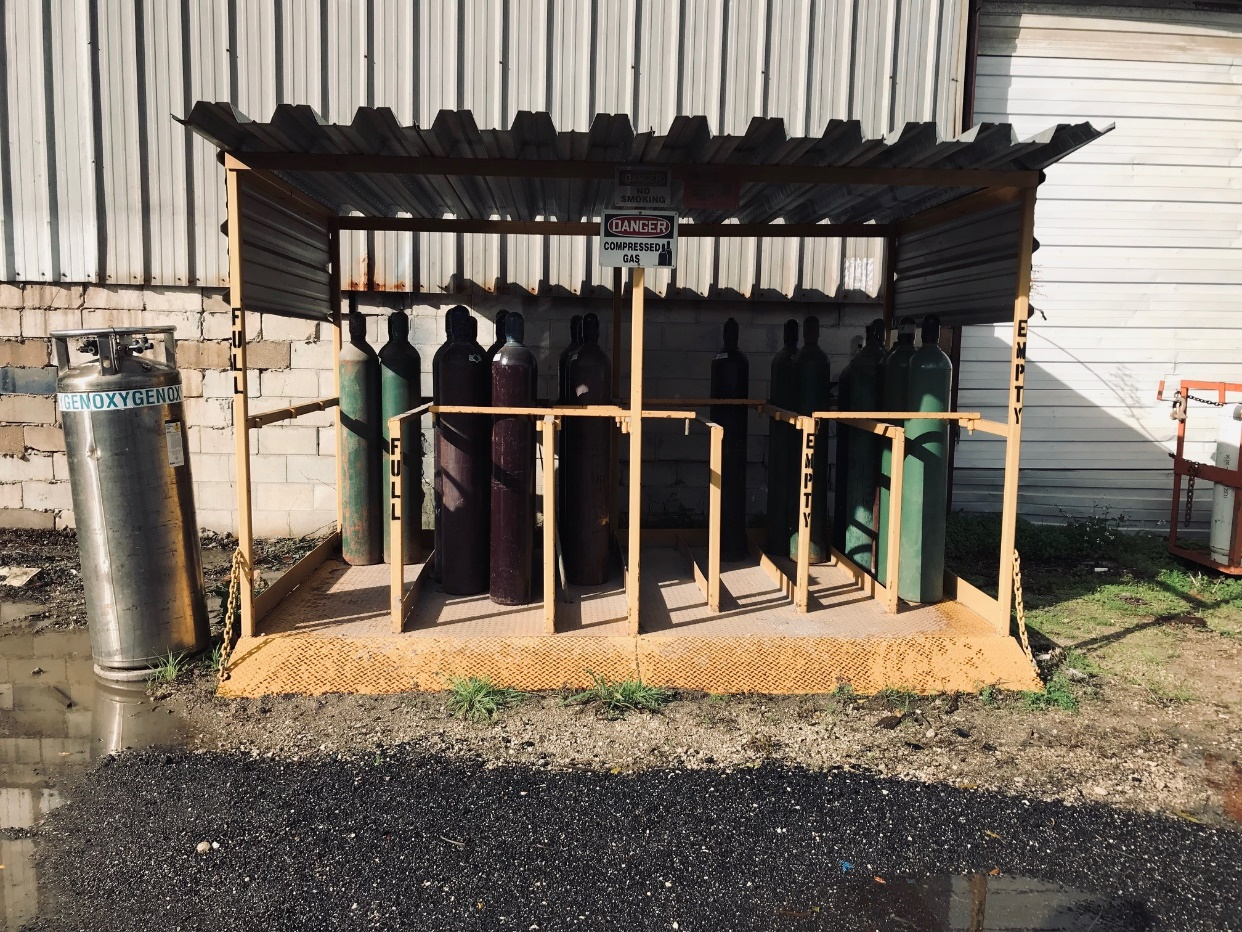 NO
SMOKING
DANGER
COMPRESSED
GAS
FULL
EMPTY
GENOXYGENOX
FULL
EMPTY